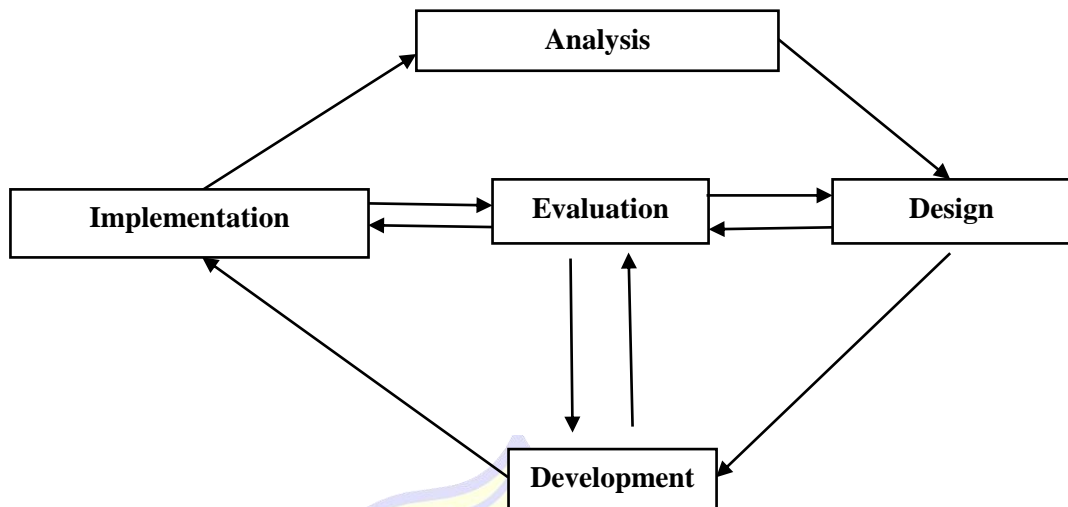 Analysis
Implementation
Evaluation
Design
Development